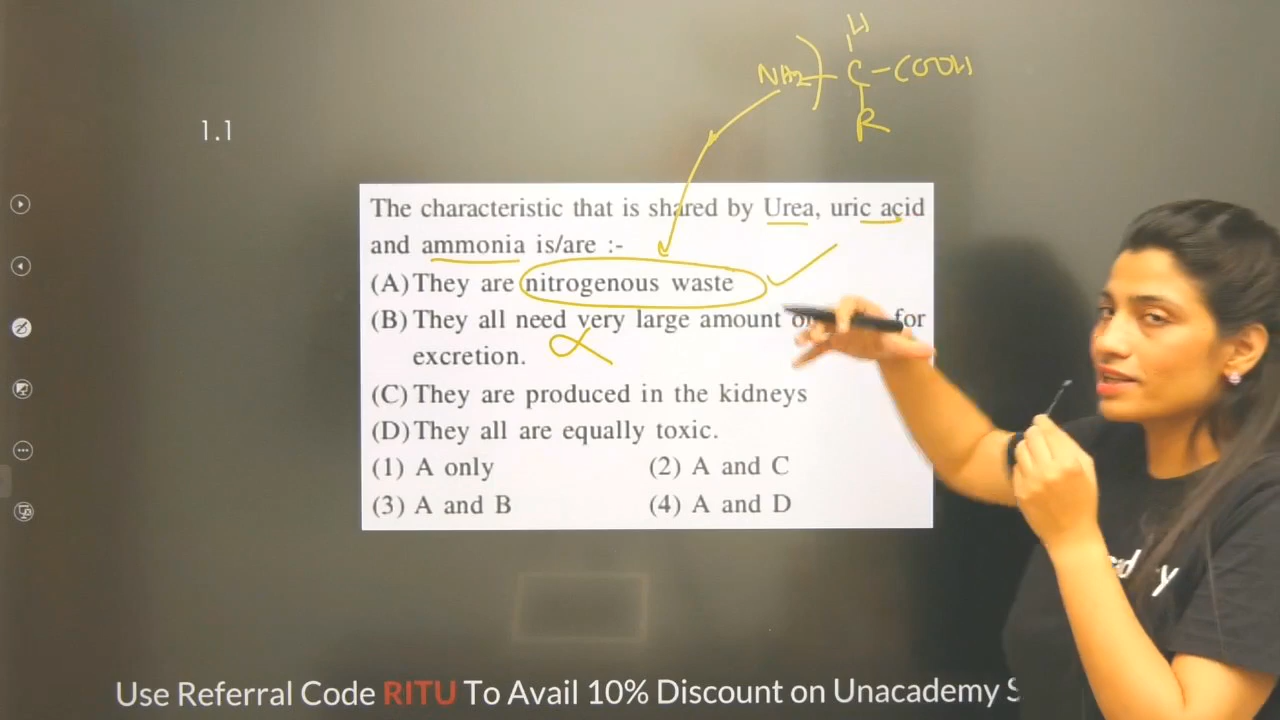 H
NH2 - C - COOH
R
1.1
The characteristic that is shared by Urea, uric acid
and ammonia is/are :-
(A) They are nitrogenous waste
(B) They all need very large amount for
excretion.
(C) They are produced in the kidneys
(D) They all are equally toxic.
(1) A only (2) A and C
(3) A and B (4) A and D
Use Referral Code RITU To Avail 10% Discount on Unacademy S